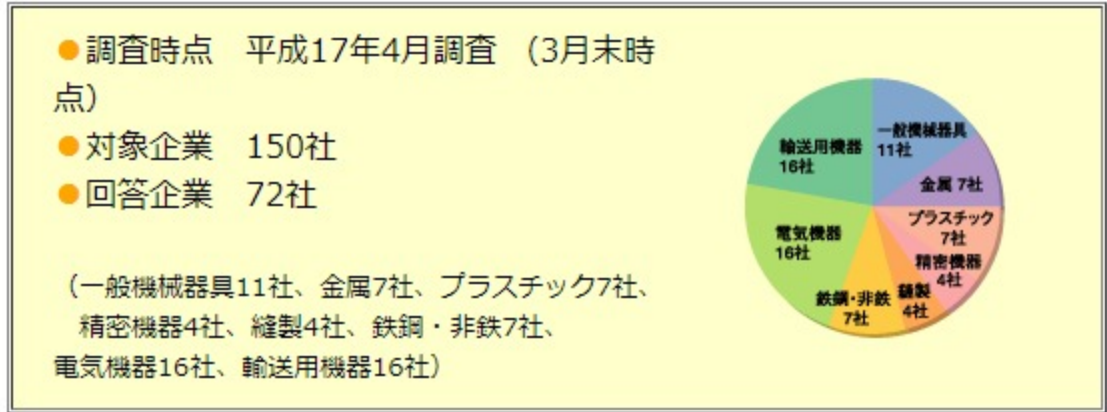 ●調査時点　平成17年4月調査　(3月末時
点）
●対象企業　150社
●回答企業　72社
（一般機械器具11社、金属7社、プラスチック7社、
精密機器4社、縫製4社、鉄鋼・非鉄7社、
電気機器16社、輸送用機器16社）
一般機械器具
11社
金属 7社
プラスチック
7社
精密機器
4社
縫製
4社
鉄鋼・非鉄
7社
電気機器
16社
輸送用機器
16社